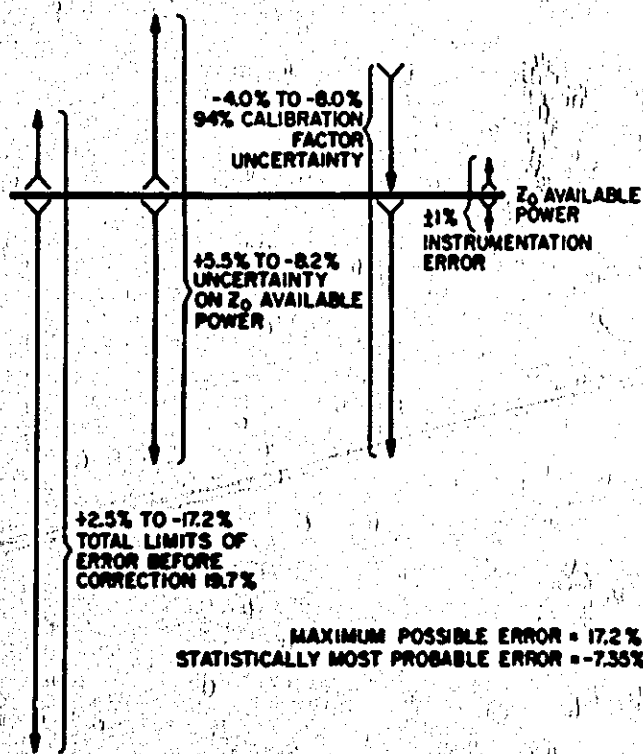 -4.0% TO -8.0%
94% CALIBRATION
FACTOR
UNCERTAINTY
Z0 AVAILABLE
POWER
±1%
INSTRUMENTATION
ERROR
+5.5% TO -8.2%
UNCERTAINTY
ON Z0 AVAILABLE
POWER
+2.5% TO -17.2%
TOTAL LIMITS OF
ERROR BEFORE
CORRECTION 19.7%
MAXIMUM POSSIBLE ERROR = 17.2%
STATISTICALLY MOST PROBABLE ERROR = -7.35%